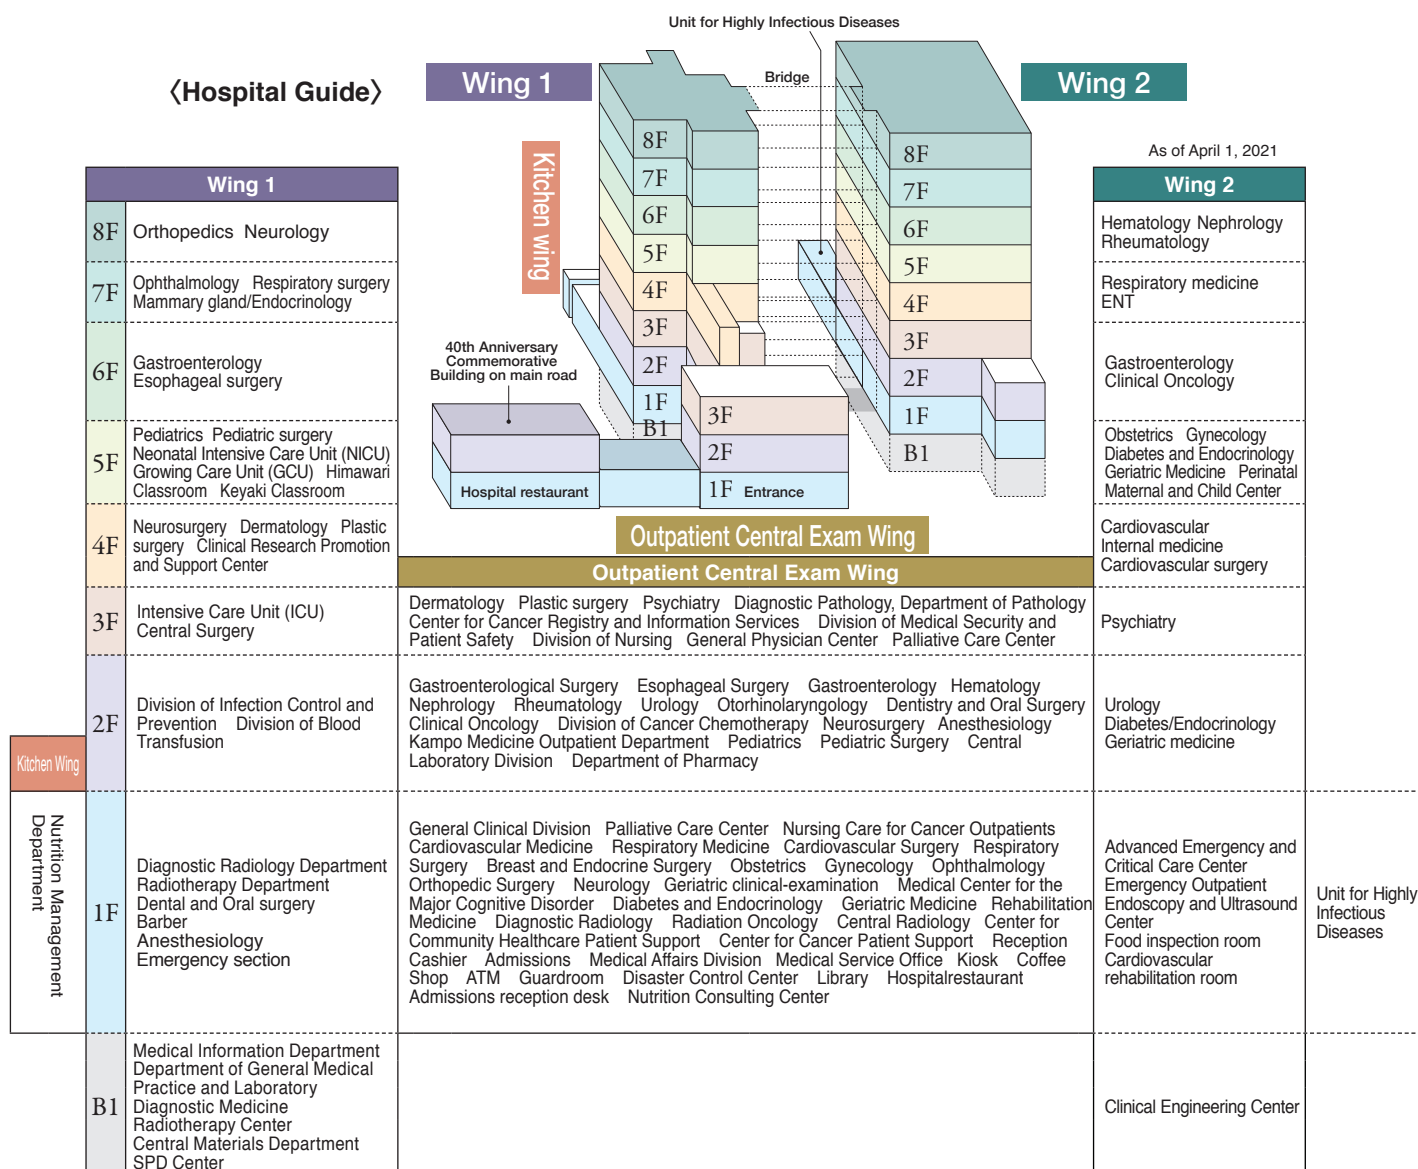 Unit for Highly Infectious Diseases
〈Hospital Guide〉
Wing 1
Bridge
Wing 2
Kitchen wing
8F
7F
6F
5F
4F
3F
2F
1F
B1
8F
7F
6F
5F
4F
3F
2F
1F
B1
40th Anniversary
Commemorative
Building on main road
3F
2F
1F Entrance
Hospital restaurant
Outpatient Central Exam Wing
As of April 1, 2021
Wing 1
Wing 2
Outpatient Central Exam Wing
8F
Orthopedics Neurology
Hematology Nephrology
Rheumatology
7F
Ophthalmology Respiratory surgery
Mammary gland/Endocrinology
Respiratory medicine
ENT
6F
Gastroenterology
Esophageal surgery
Gastroenterology
Clinical Oncology
5F
Pediatrics Pediatric surgery
Neonatal Intensive Care Unit (NICU)
Growing Care Unit (GCU) Himawari
Classroom Keyaki Classroom
Obstetrics Gynecology
Diabetes and Endocrinology
Geriatric Medicine Perinatal
Maternal and Child Center
4F
Neurosurgery Dermatology Plastic
surgery Clinical Research Promotion
and Support Center
Cardiovascular
Internal medicine
Cardiovascular surgery
3F
Intensive Care Unit (ICU)
Central Surgery
Dermatology Plastic surgery Psychiatry Diagnostic Pathology, Department of Pathology
Center for Cancer Registry and Information Services Division of Medical Security and
Patient Safety Division of Nursing General Physician Center Palliative Care Center
Psychiatry
2F
Division of Infection Control and
Prevention Division of Blood
Transfusion
Gastroenterological Surgery Esophageal Surgery Gastroenterology Hematology
Nephrology Rheumatology Urology Otorhinolaryngology Dentistry and Oral Surgery
Clinical Oncology Division of Cancer Chemotherapy Neurosurgery Anesthesiology
Kampo Medicine Outpatient Department Pediatrics Pediatric Surgery Central
Laboratory Division Department of Pharmacy
Urology
Diabetes/Endocrinology
Geriatric medicine
Kitchen Wing
Nutrition Management
Department
1F
Diagnostic Radiology Department
Radiotherapy Department
Dental and Oral surgery
Barber
Anesthesiology
Emergency section
General Clinical Division Palliative Care Center Nursing Care for Cancer Outpatients
Cardiovascular Medicine Respiratory Medicine Cardiovascular Surgery Respiratory
Surgery Breast and Endocrine Surgery Obstetrics Gynecology Ophthalmology
Orthopedic Surgery Neurology Geriatric clinical-examination Medical Center for the
Major Cognitive Disorder Diabetes and Endocrinology Geriatric Medicine Rehabilitation
Medicine Diagnostic Radiology Radiation Oncology Central Radiology Center for
Community Healthcare Patient Support Center for Cancer Patient Support Reception
Cashier Admissions Medical Affairs Division Medical Service Office Kiosk Coffee
Shop ATM Guardroom Disaster Control Center Library Hospitalrestaurant
Admissions reception desk Nutrition Consulting Center
Advanced Emergency and
Critical Care Center
Emergency Outpatient
Endoscopy and Ultrasound
Center
Food inspection room
Cardiovascular
rehabilitation room
Unit for Highly
Infectious
Diseases
B1
Medical Information Department
Department of General Medical
Practice and Laboratory
Diagnostic Medicine
Radiotherapy Center
Central Materials Department
SPD Center
Clinical Engineering Center